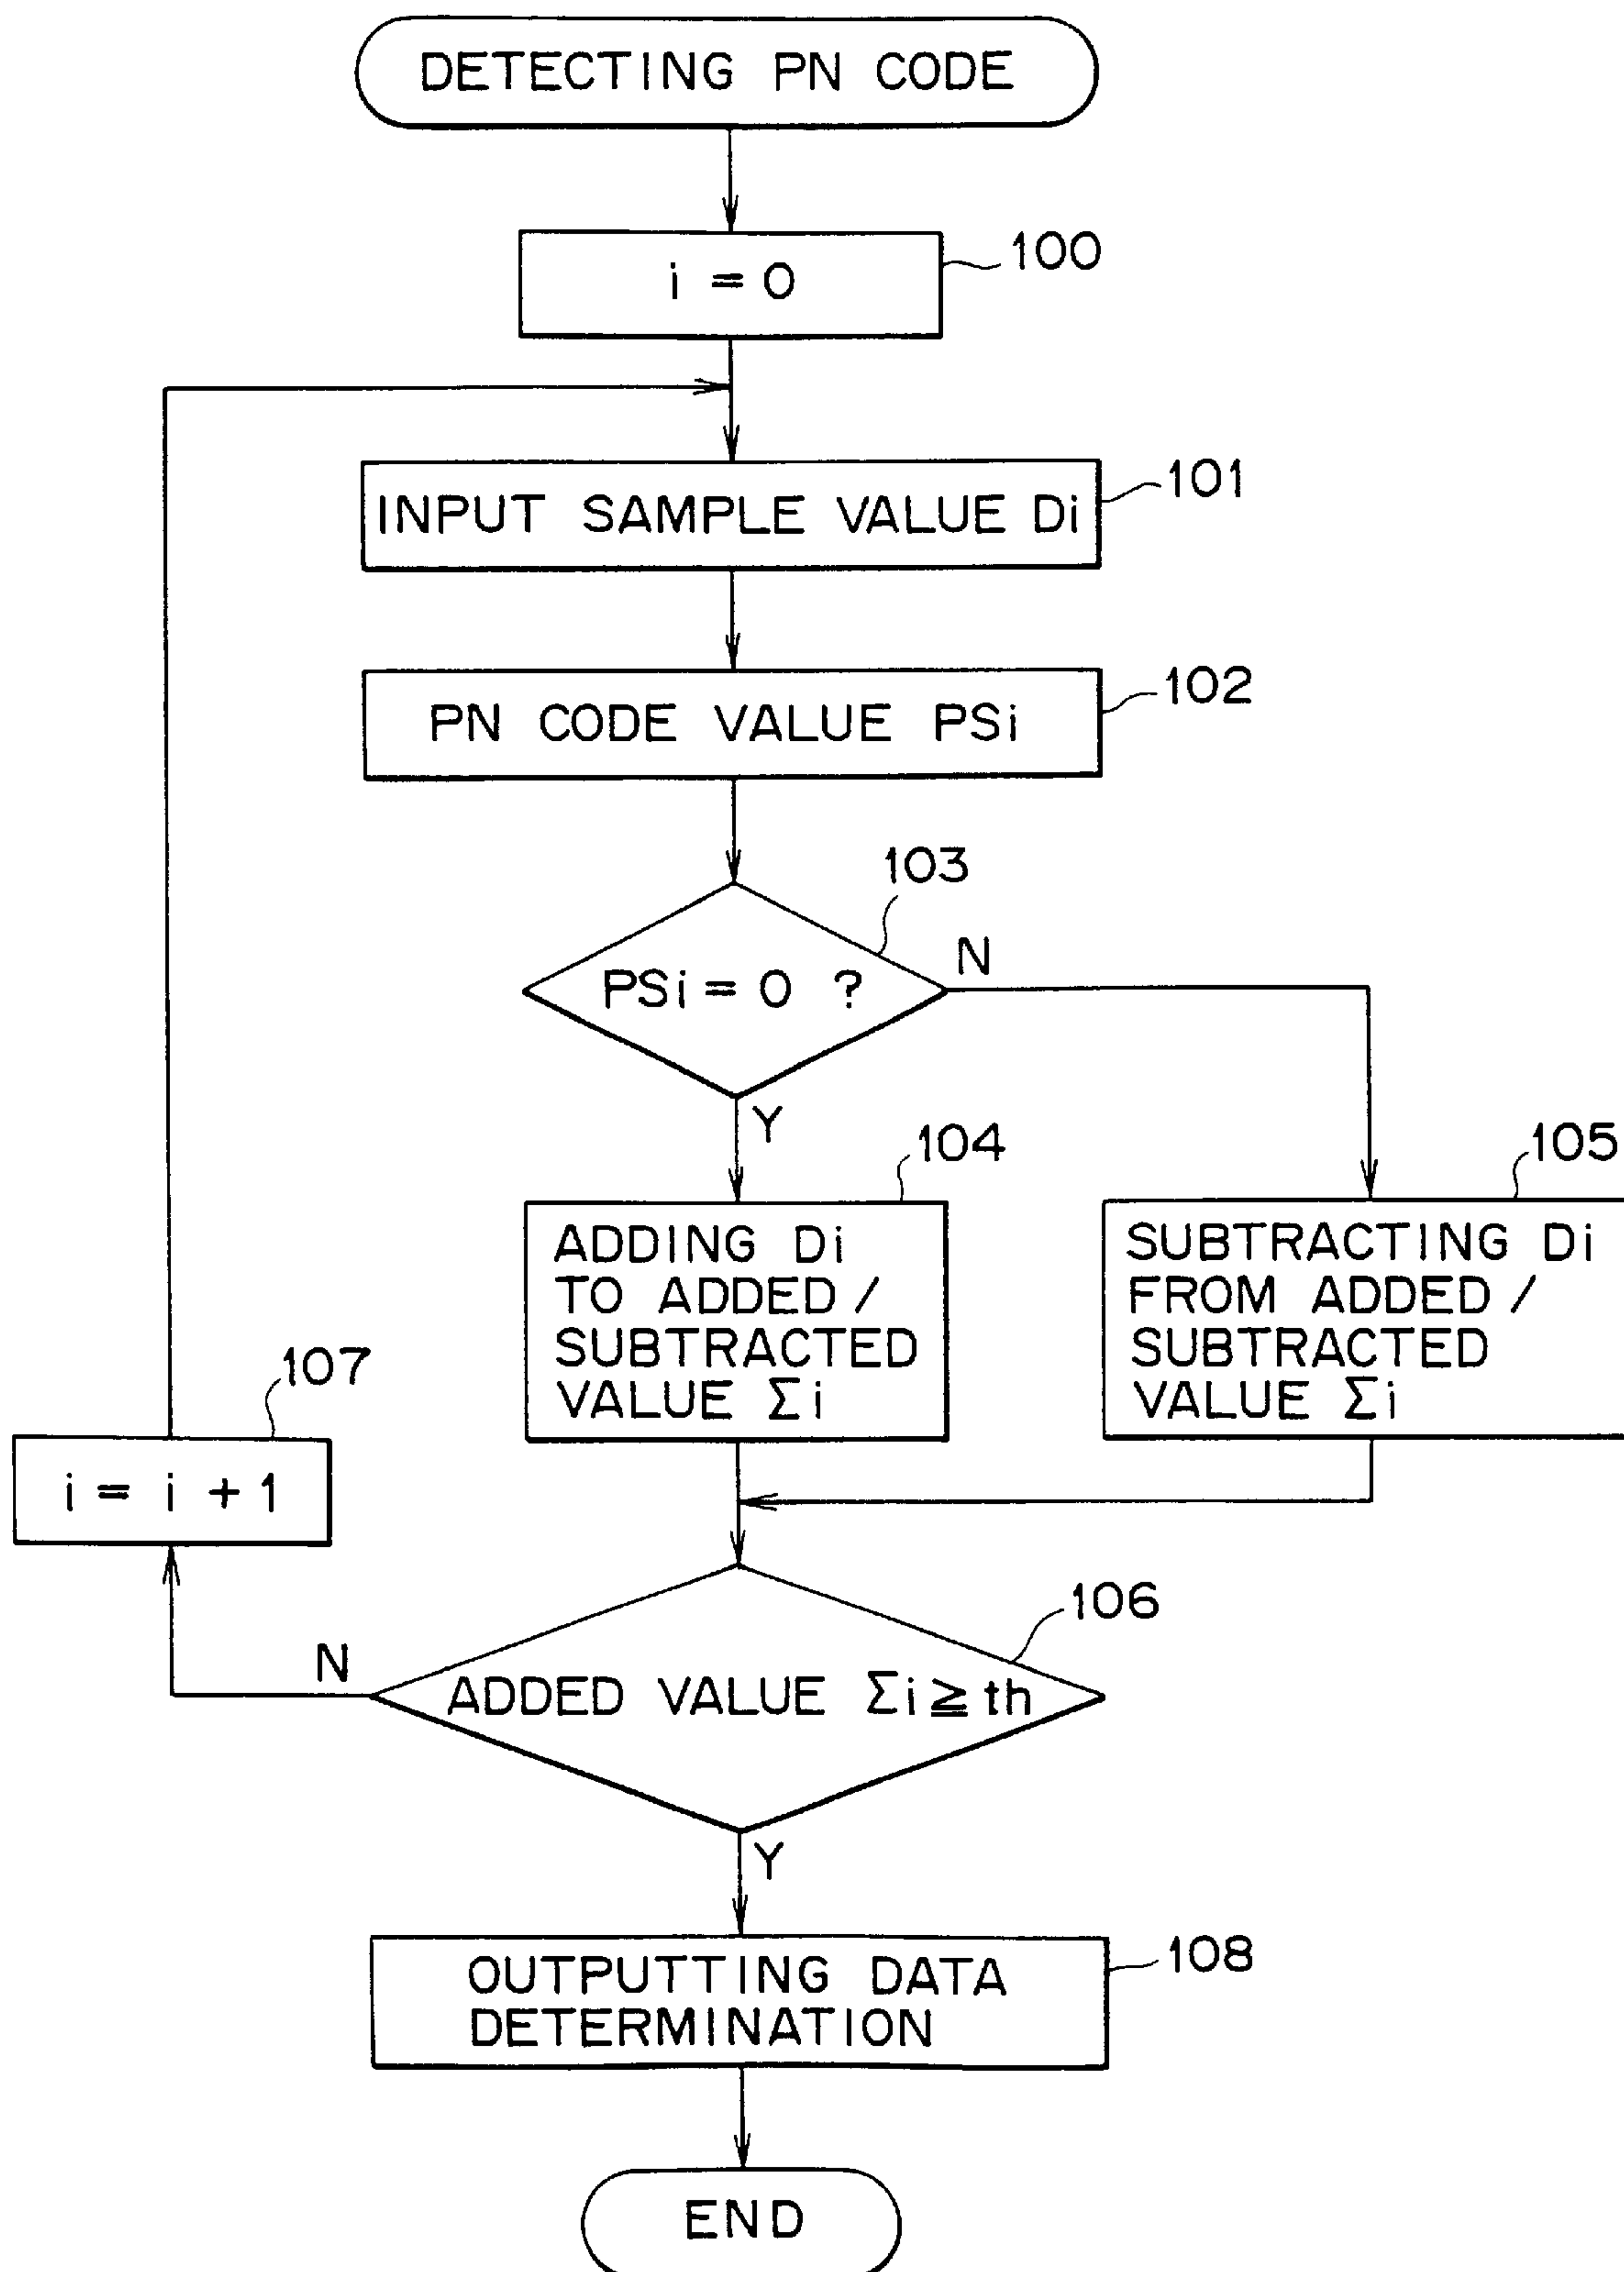 DETECTING PN CODE
i = 0
100
INPUT SAMPLE VALUE Di
101
PN CODE VALUE PSi
102
103
PSi = 0 ?
N
Y
104
ADDING Di
TO ADDED /
SUBTRACTED
VALUE Σi
105
SUBTRACTING Di
FROM ADDED /
SUBTRACTED
VALUE Σi
107
i = i + 1
106
N
ADDED VALUE Σi ≧ th
Y
108
OUTPUTTING DATA
DETERMINATION
END